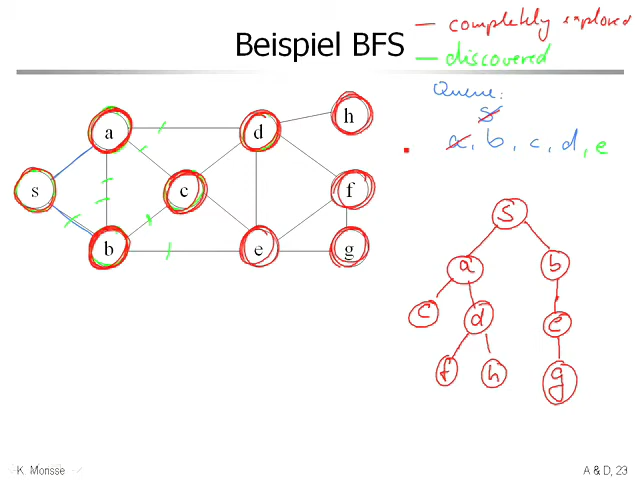 — completely explored
Beispiel BFS
— discovered
Queue:
s
a, b, c, d, e
h
a
d
s
c
f
b
e
g
S
a
b
c
d
e
f
h
g
K. Monsse
A & D, 23